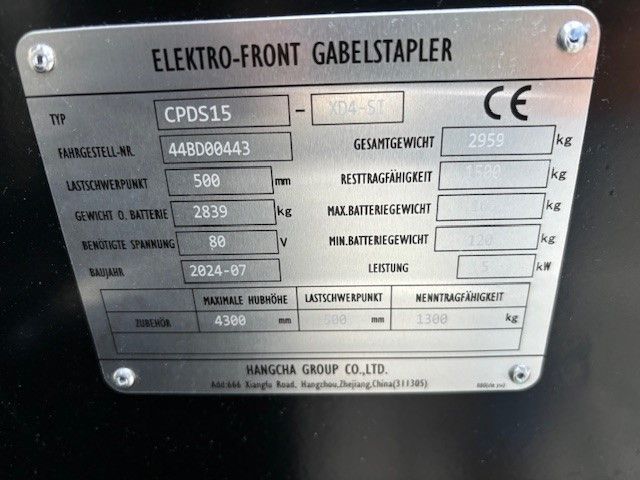 ELEKTRO-FRONT GABELSTAPLER
TYP CPDS15 - XD4-SI CE
FAHRGESTELL-NR. 44BD00443
GESAMTGEWICHT 2959 kg
LASTSCHWERPUNKT 500 mm
RESTTRAGFÄHIGKEIT 1500 kg
GEWICHT O. BATTERIE 2839 kg
MAX.BATTERIEGEWICHT kg
BENÖTIGTE SPANNUNG 80 V
MIN.BATTERIEGEWICHT 120 kg
BAUJAHR 2024-07
LEISTUNG 5 kW
MAXIMALE HUBHÖHE LASTSCHWERPUNKT NENNTRAGFÄHIGKEIT
ZUBEHÖR 4300 mm 500 mm 1300 kg
HANGCHA GROUP CO.,LTD.
Add:666 Xiangfu Road, Hangzhou,Zhejiang,China(311305)